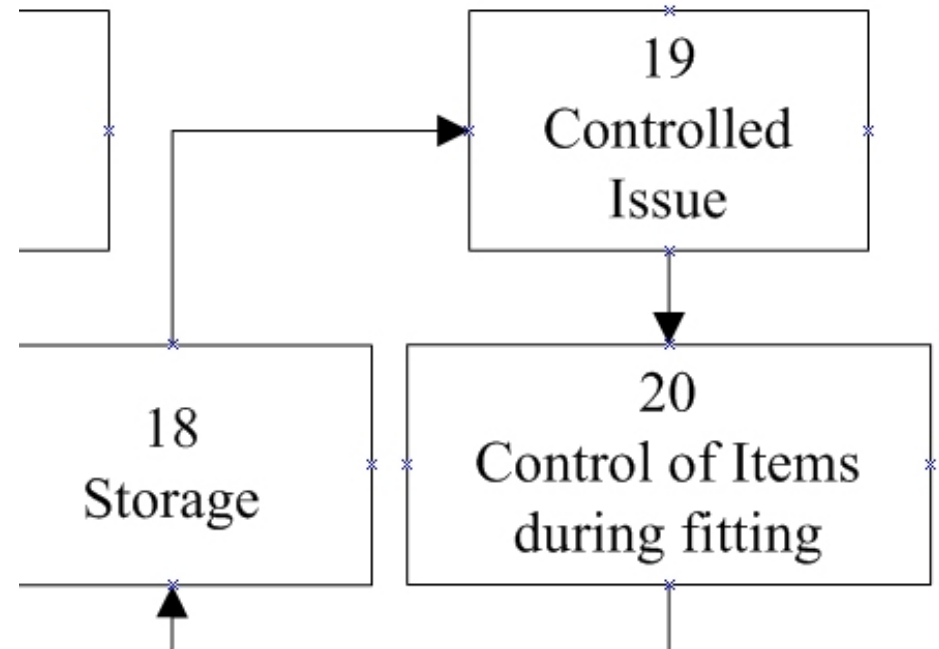 19
Controlled
Issue
18
Storage
20
Control of Items
during fitting